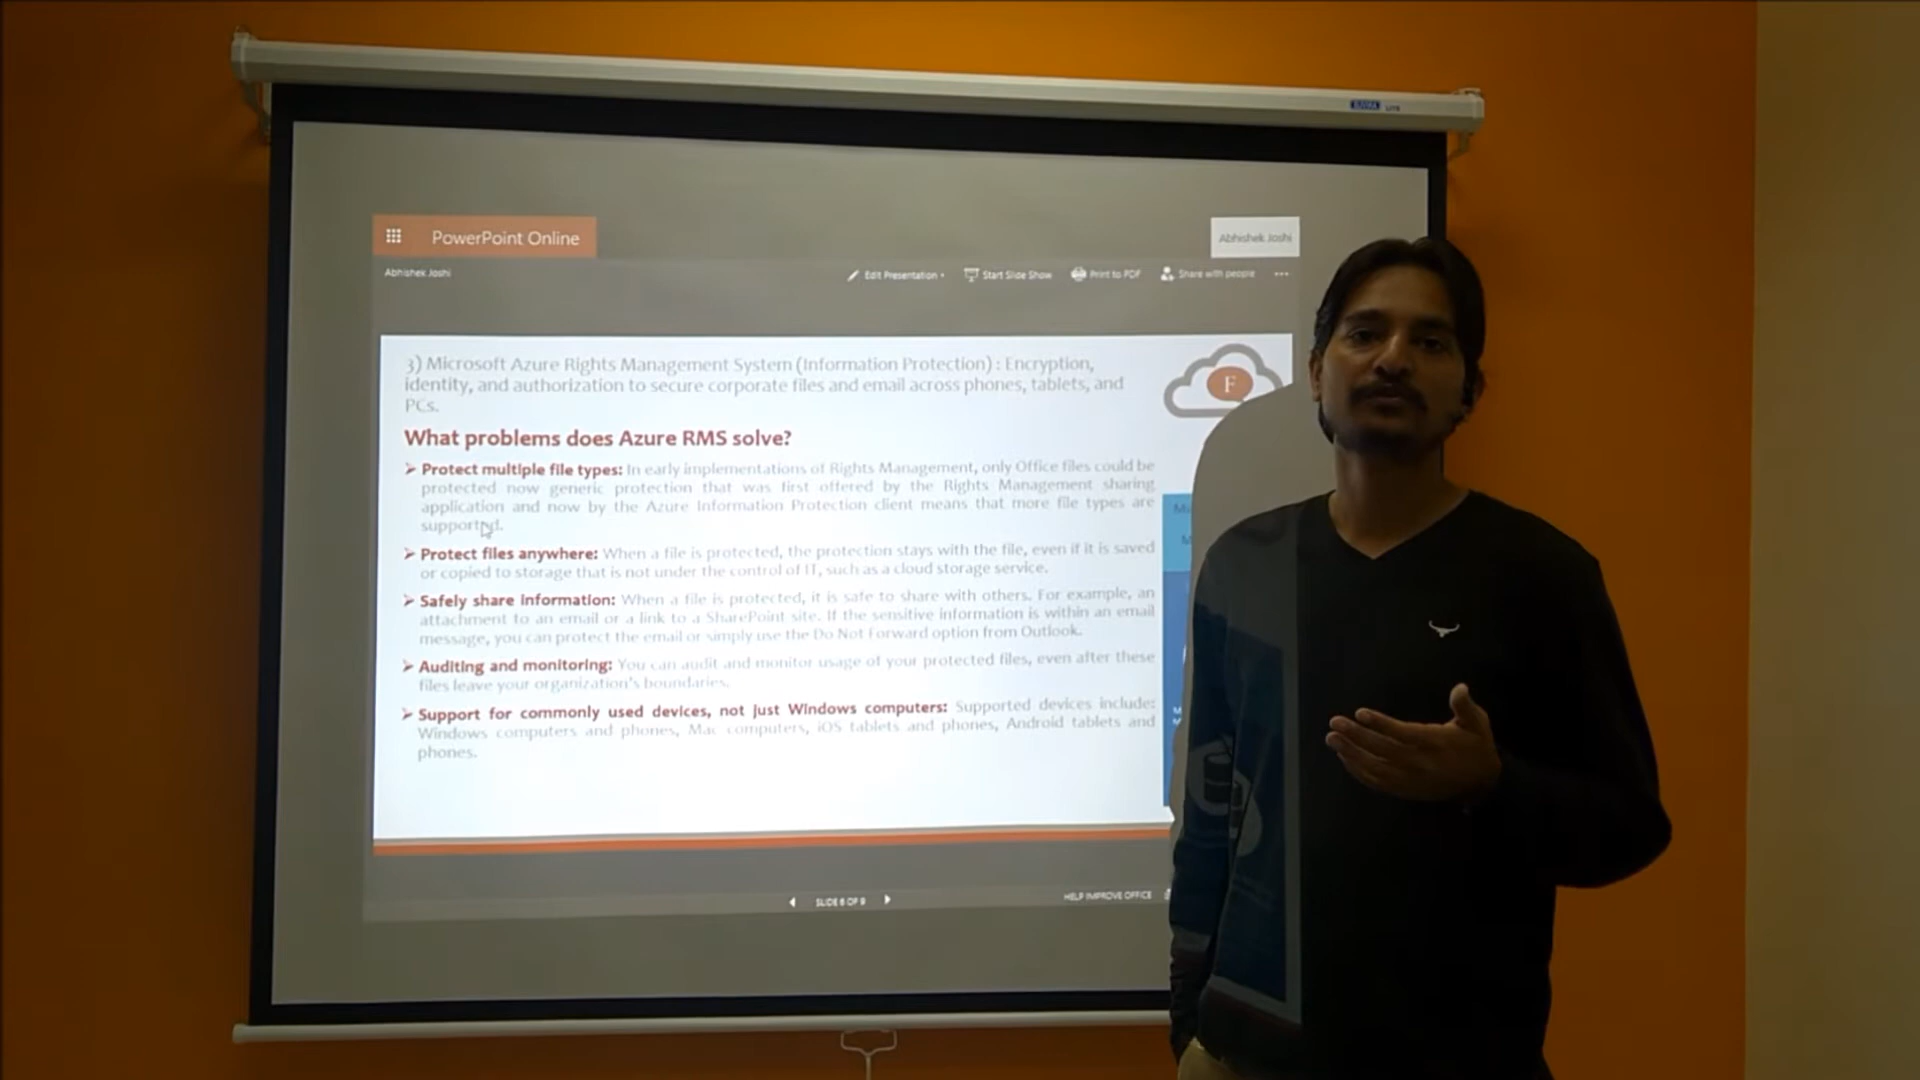 PowerPoint Online
Abhishek Joshi
Abhishek Joshi
Edit Presentation
Start Slide Show
Print to PDF
Share with people
3) Microsoft Azure Rights Management System (Information Protection) : Encryption,
identity, and authorization to secure corporate files and email across phones, tablets, and
PCs.
F
What problems does Azure RMS solve?
➢ Protect multiple file types: In early implementations of Rights Management, only Office files could be
protected now generic protection that was first offered by the Rights Management sharing
application and now by the Azure Information Protection client means that more file types are
supported.
➢ Protect files anywhere: When a file is protected, the protection stays with the file, even if it is saved
or copied to storage that is not under the control of IT, such as a cloud storage service.
➢ Safely share information: When a file is protected, it is safe to share with others. For example, an
attachment to an email or a link to a SharePoint site. If the sensitive information is within an email
message, you can protect the email or simply use the Do Not Forward option from Outlook.
➢ Auditing and monitoring: You can audit and monitor usage of your protected files, even after these
files leave your organization's boundaries.
➢ Support for commonly used devices, not just Windows computers: Supported devices include:
Windows computers and phones, Mac computers, iOS tablets and phones, Android tablets and
phones.
SLIDE 6 OF 9
HELP IMPROVE OFFICE